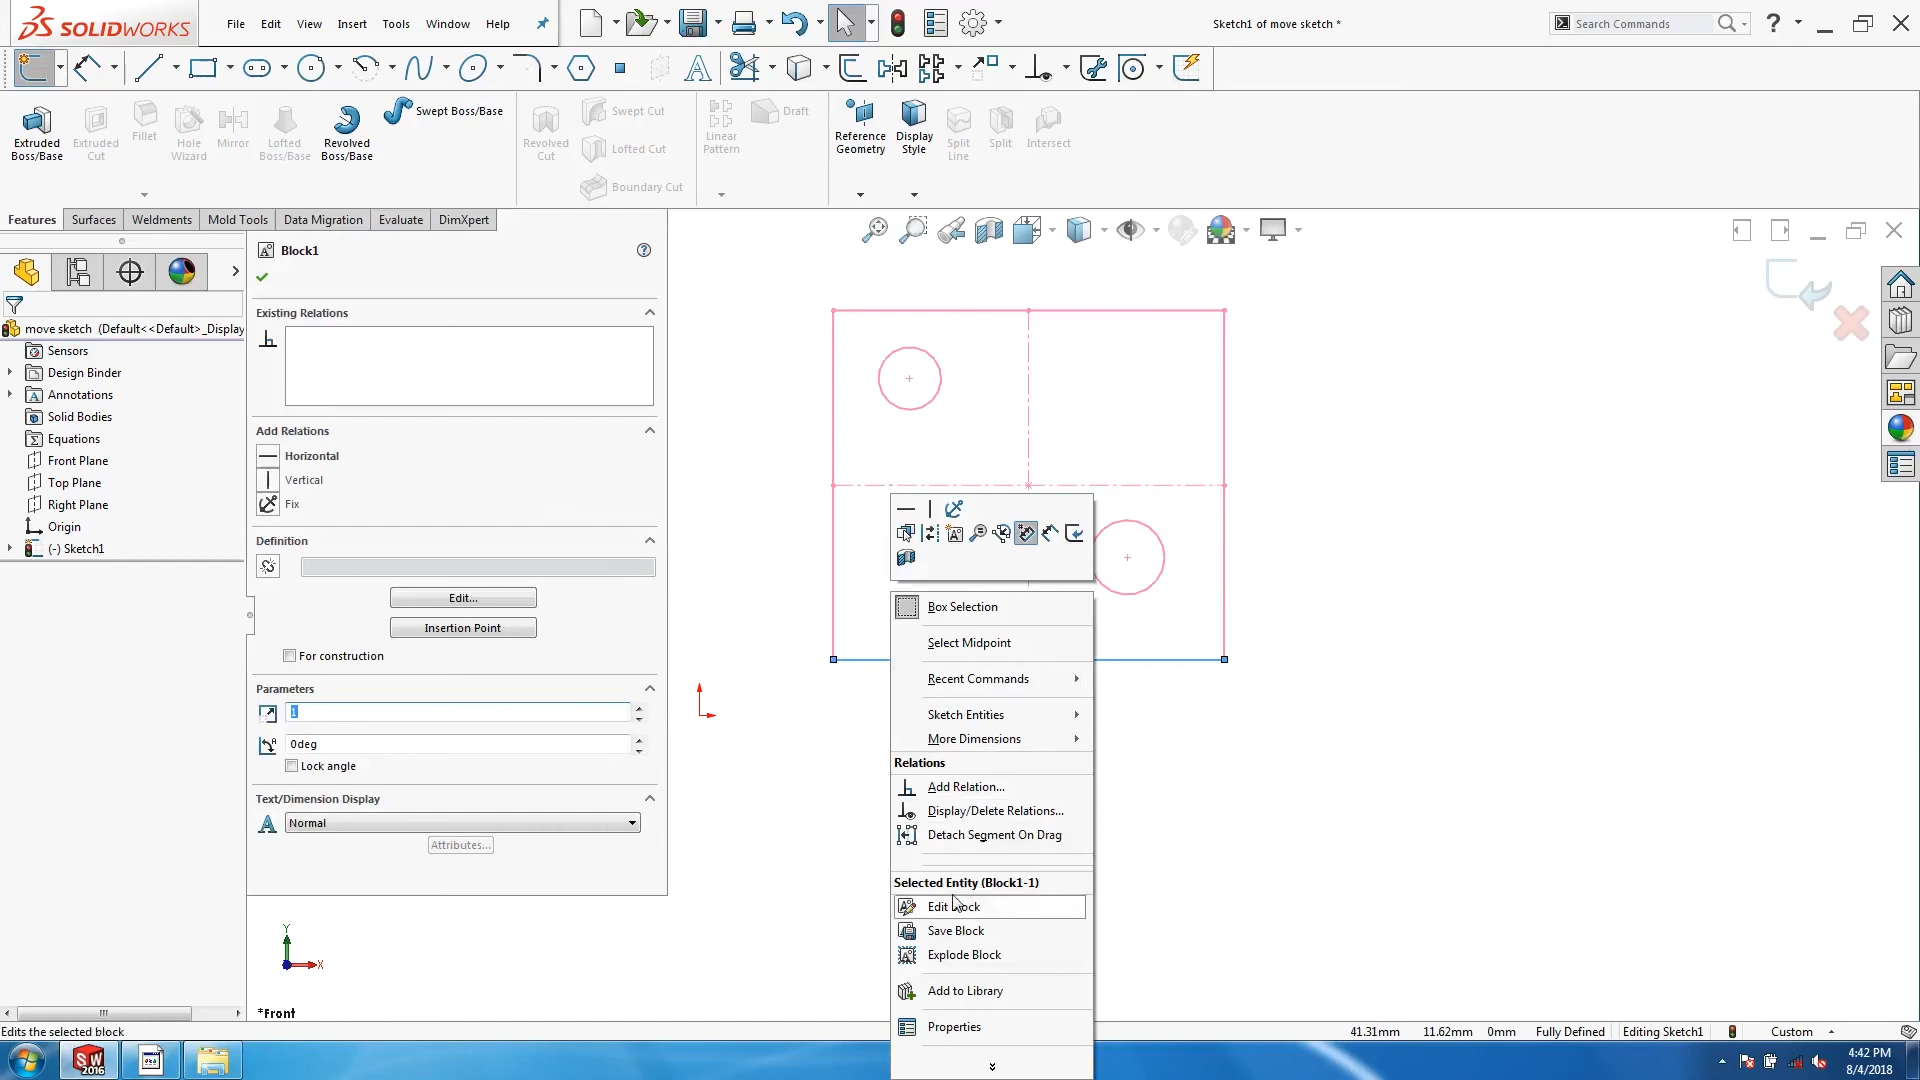 SOLIDWORKS
File Edit View Insert Tools Window Help
Sketch1 of move sketch *
Search Commands
?
Extruded Boss/Base
Extruded Cut
Fillet
Hole Wizard
Mirror
Lofted Boss/Base
Revolved Boss/Base
Swept Boss/Base
Revolved Cut
Swept Cut
Lofted Cut
Boundary Cut
Linear Pattern
Draft
Reference Geometry
Display Style
Split Line
Split
Intersect
Features Surfaces Weldments Mold Tools Data Migration Evaluate DimXpert
move sketch (Default<<Default>_Display
Sensors
Design Binder
Annotations
Solid Bodies
Equations
Front Plane
Top Plane
Right Plane
Origin
(-) Sketch1
Block1
Existing Relations
Add Relations
Horizontal
Vertical
Fix
Definition
Edit...
Insertion Point
For construction
Parameters
1
0deg
Lock angle
Text/Dimension Display
Normal
Attributes...
Box Selection
Select Midpoint
Recent Commands
Sketch Entities
More Dimensions
Relations
Add Relation...
Display/Delete Relations...
Detach Segment On Drag
Selected Entity (Block1-1)
Edit Block
Save Block
Explode Block
Add to Library
Properties
Y
X
*Front
Edits the selected block
41.31mm 11.62mm 0mm Fully Defined Editing Sketch1 Custom
SW 2016
4:42 PM
8/4/2018